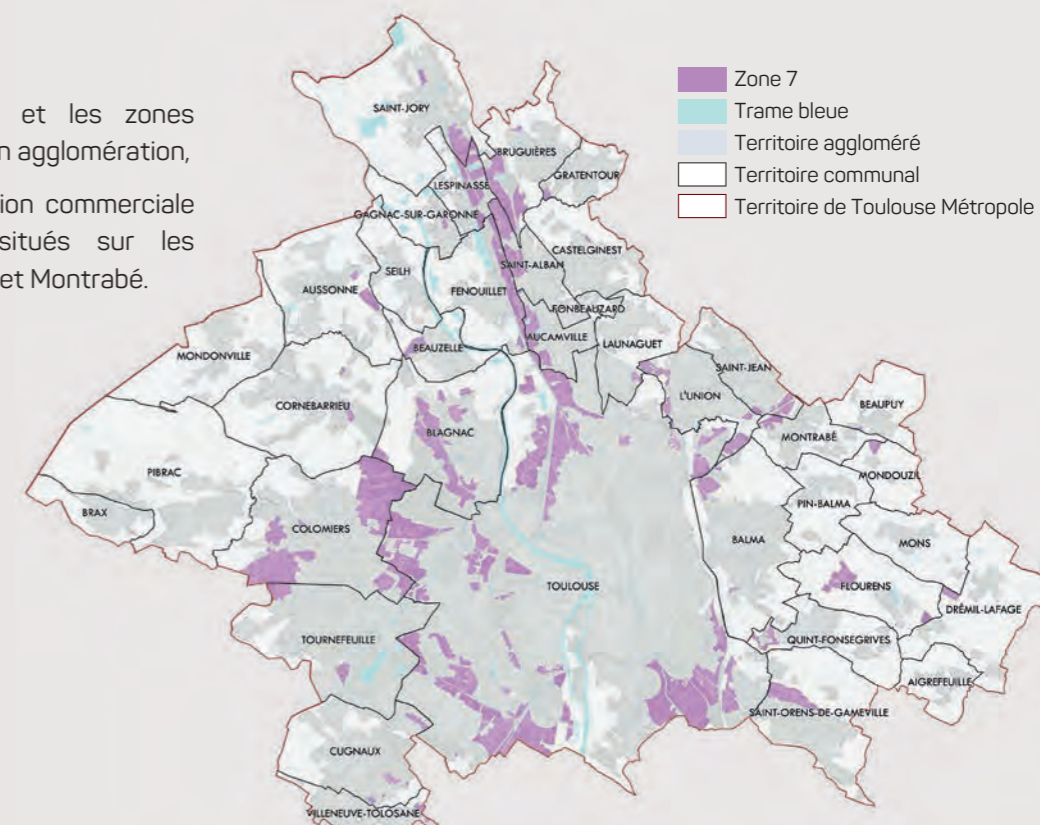 et les zones
n agglomération,
ion commerciale
situés sur les
et Montrabé.
Zone 7
Trame bleue
Territoire aggloméré
Territoire communal
Territoire de Toulouse Métropole
SAINT-JORY
BRUGUIÈRES
GRATENTOUR
LESPINASSE
GAGNAC-SUR-GARONNE
CASTELGINEST
SAINT-ALBAN
SEILH
AUSSONNE
FENOUILLET
FONBEAUZARD
AUCAMVILLE
LAUNAGUET
BEAUZELLE
MONDONVILLE
SAINT-JEAN
L'UNION
CORNEBARRIEU
BEAUPUY
BLAGNAC
MONTRABÉ
PIBRAC
MONDOUZIL
PIN-BALMA
BRAX
COLOMIERS
BALMA
MONS
TOULOUSE
FLOURENS
DRÉMIL-LAFAGE
TOURNEFEUILLE
QUINT-FONSEGRIVES
AIGREFEUILLE
SAINT-ORENS-DE-GAMEVILLE
CUGNAUX
VILLENEUVE-TOLOSANE